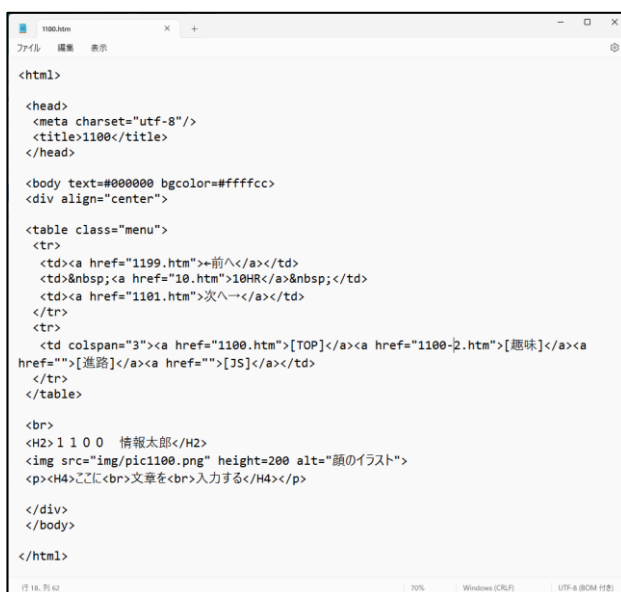 1100.htm
ファイル 編集 表示
<html>
<head>
<meta charset="utf-8"/>
<title>1100</title>
</head>
<body text=#000000 bgcolor=#ffffcc>
<div align="center">
<table class="menu">
<tr>
<td><a href="1199.htm">←前へ</a></td>
<td>&nbsp;<a href="10.htm">10HR</a>&nbsp;</td>
<td><a href="1101.htm">次へ→</a></td>
</tr>
<tr>
<td colspan="3"><a href="1100.htm">[TOP]</a><a href="1100-2.htm">[趣味]</a><a
href="">[進路]</a><a href="">[JS]</a></td>
</tr>
</table>
<br>
<H2>１１００　情報太郎</H2>
<img src="img/pic1100.png" height=200 alt="顔のイラスト">
<p><H4>ここに<br>文章を<br>入力する</H4></p>
</div>
</body>
</html>
行 18, 列 62 70% Windows (CRLF) UTF-8 (BOM 付き)